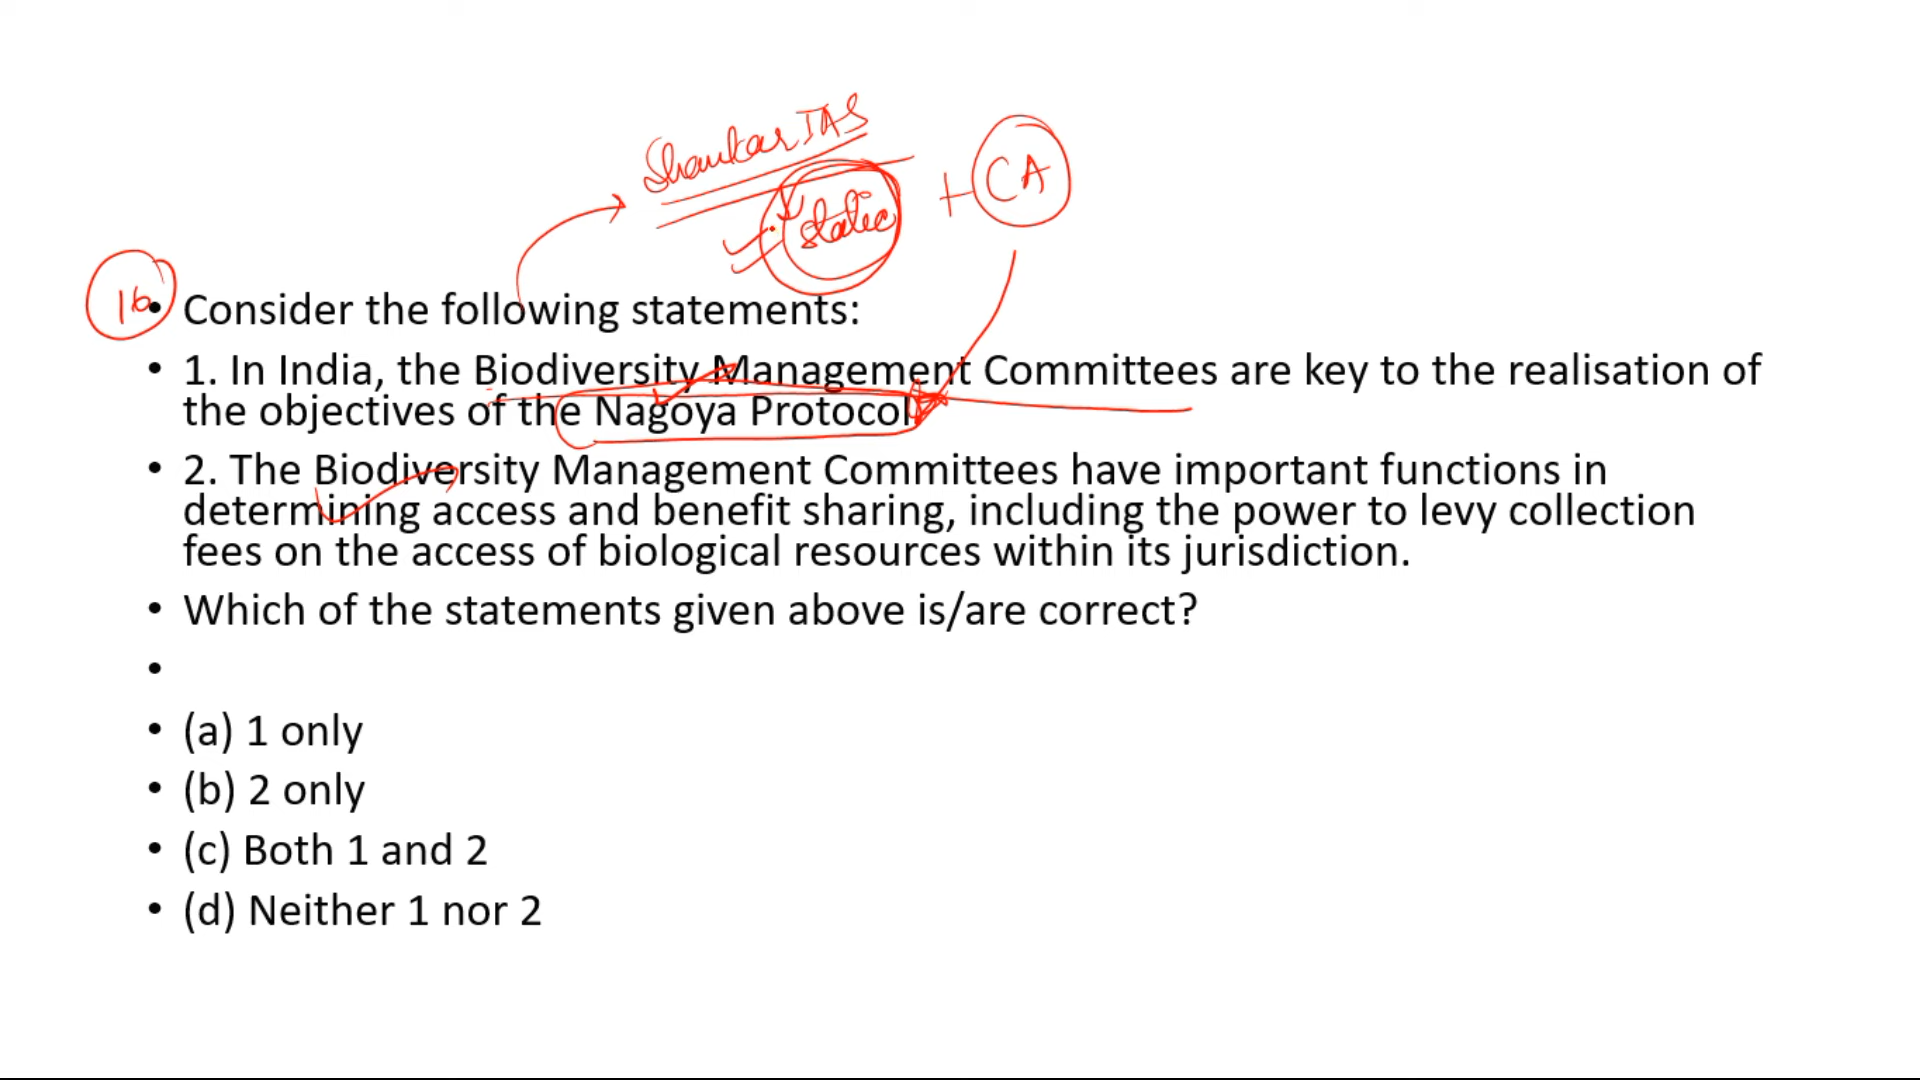 Shankar IAS
static + CA
16
• Consider the following statements:
• 1. In India, the Biodiversity Management Committees are key to the realisation of
the objectives of the Nagoya Protocol.
• 2. The Biodiversity Management Committees have important functions in
determining access and benefit sharing, including the power to levy collection
fees on the access of biological resources within its jurisdiction.
• Which of the statements given above is/are correct?
•
• (a) 1 only
• (b) 2 only
• (c) Both 1 and 2
• (d) Neither 1 nor 2